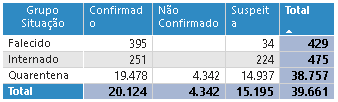 Grupo Situação Confirmado Não Confirmado Suspeita Total
Falecido 395 34 429
Internado 251 224 475
Quarentena 19.478 4.342 14.937 38.757
Total 20.124 4.342 15.195 39.661